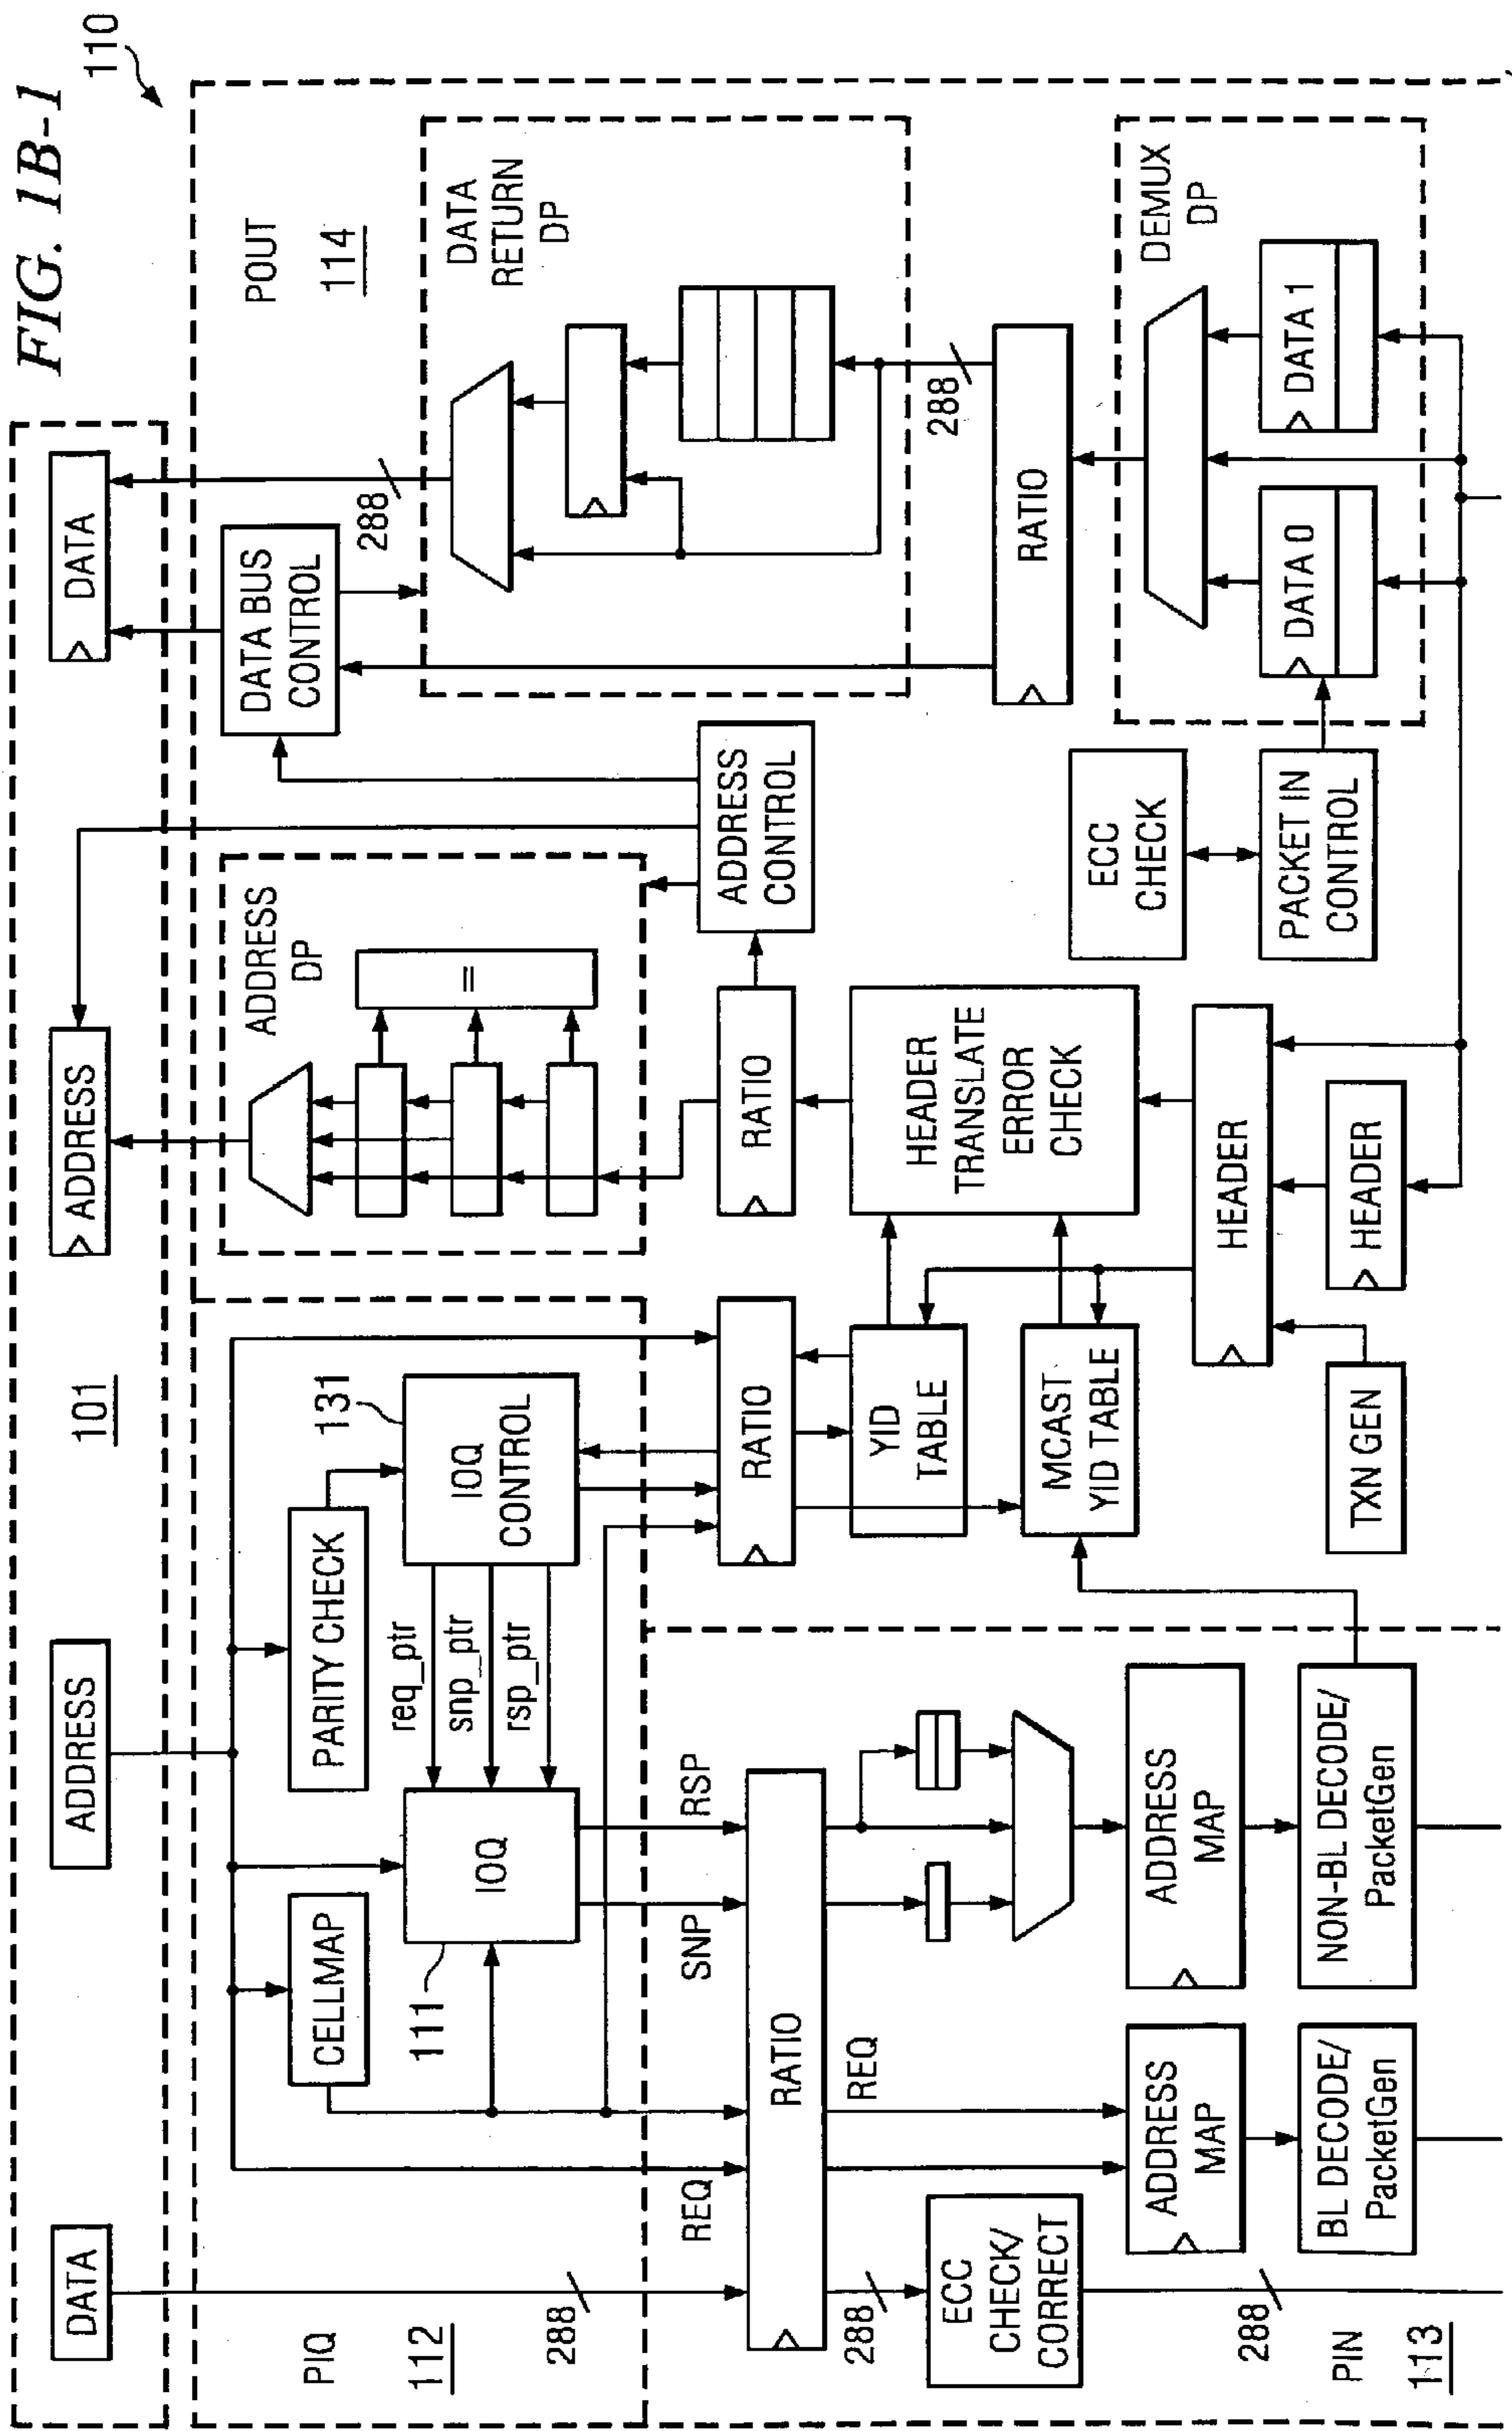 FIG. 1B-1
110
101
DATA
ADDRESS
ADDRESS
DATA
PIQ
112
CELLMAP
PARITY CHECK
111
IOQ
req_ptr
snp_ptr
rsp_ptr
IOQ
CONTROL
131
288
REQ
SNP
RSP
ADDRESS
DP
=
DATA BUS
CONTROL
288
POUT
114
DATA
RETURN
DP
288
RATIO
RATIO
RATIO
ADDRESS
CONTROL
RATIO
288
REQ
ECC
CHECK/
CORRECT
YID
TABLE
HEADER
TRANSLATE
ERROR
CHECK
MCAST
YID TABLE
ECC
CHECK
DEMUX
DP
ADDRESS
MAP
ADDRESS
MAP
HEADER
PACKET IN
CONTROL
DATA 0
DATA 1
288
BL DECODE/
PacketGen
NON-BL DECODE/
PacketGen
TXN GEN
HEADER
PIN
113